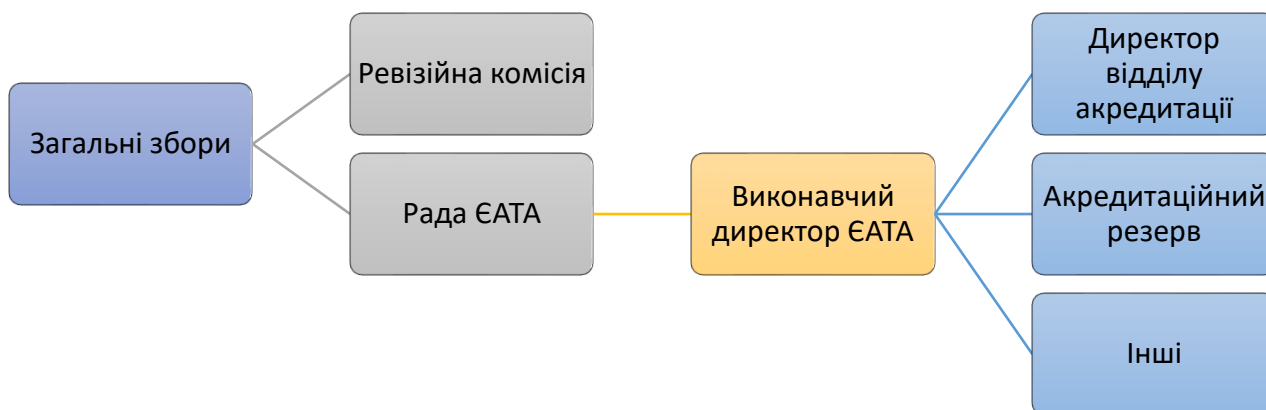 Загальні збори
Ревізійна комісія
Рада ЄАТА
Виконавчий
директор ЄАТА
Директор
відділу
акредитації
Акредитаційний
резерв
Інші